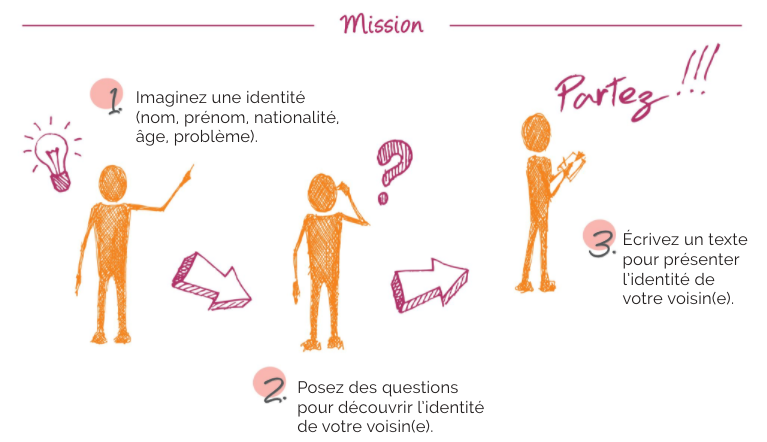 Mission
Partez !!!
1.
Imaginez une identité
(nom, prénom, nationalité,
âge, problème).
?
3.
Écrivez un texte
pour présenter
l'identité de
votre voisin(e).
2.
Posez des questions
pour découvrir l'identité
de votre voisin(e).